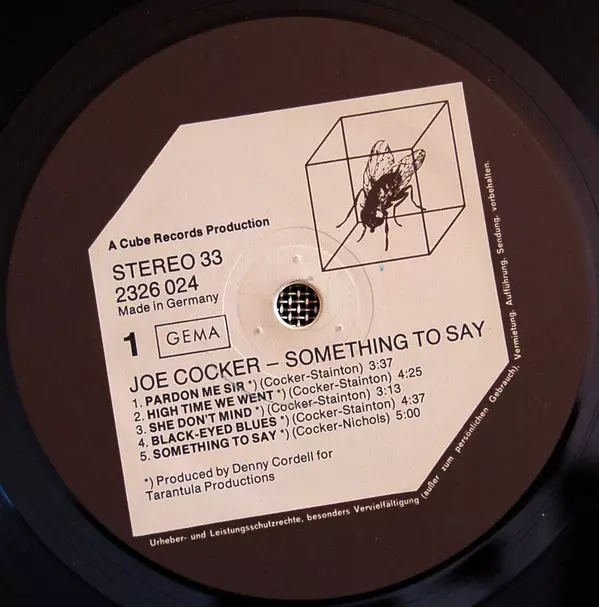 A Cube Records Production
STEREO 33
2326 024
Made in Germany
1
GEMA
JOE COCKER – SOMETHING TO SAY
1. PARDON ME SIR *) (Cocker-Stainton) 3:37
2. HIGH TIME WE WENT *) (Cocker-Stainton) 4:25
3. SHE DON'T MIND *) (Cocker-Stainton) 3:13
4. BLACK-EYED BLUES *) (Cocker-Stainton) 4:37
5. SOMETHING TO SAY *) (Cocker-Nichols) 5:00
*) Produced by Denny Cordell for
Tarantula Productions
Urheber- und Leistungsschutzrechte, besonders Vervielfältigung (außer zum persönlichen Gebrauch), Vermietung, Aufführung, Sendung, vorbehalten.